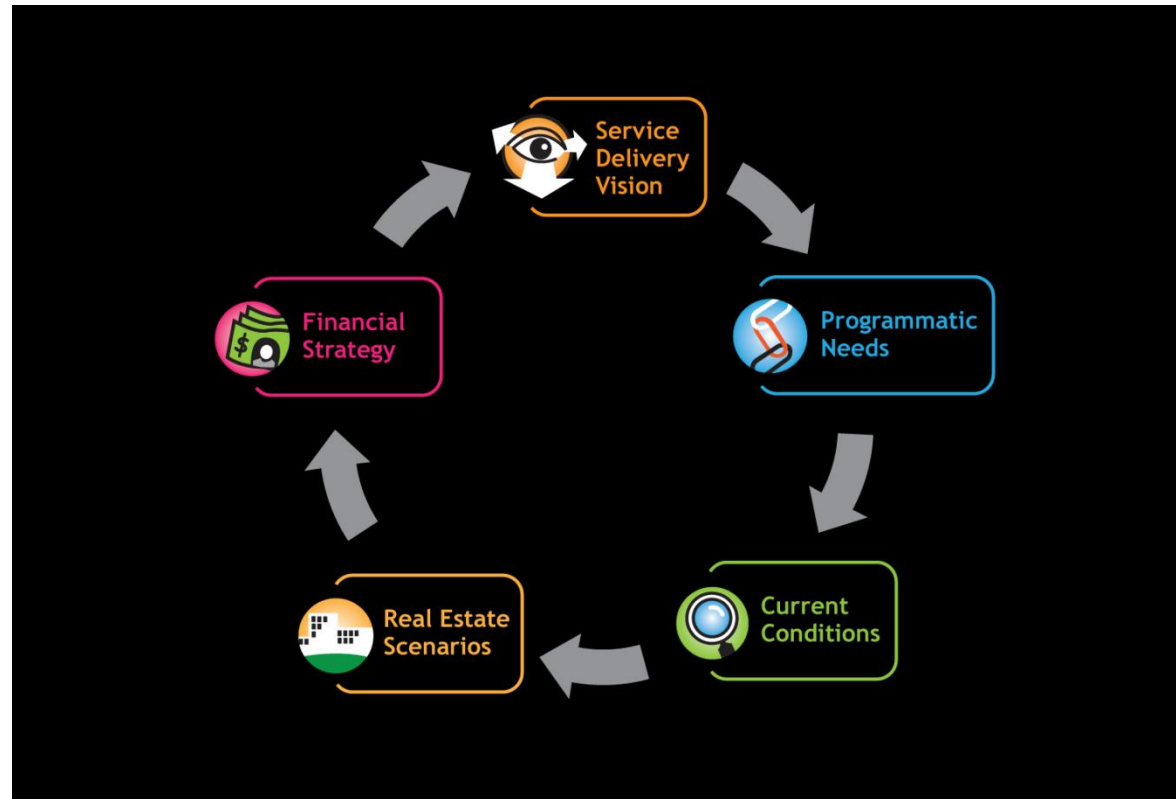 Service
Delivery
Vision
Programmatic
Needs
Current
Conditions
Real Estate
Scenarios
Financial
Strategy
$